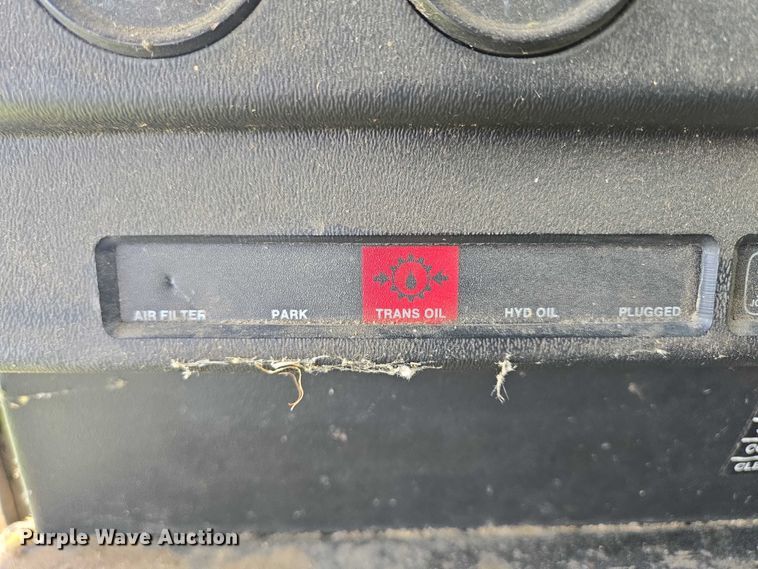 AIR FILTER PARK TRANS OIL HYD OIL PLUGGED
Purple Wave Auction